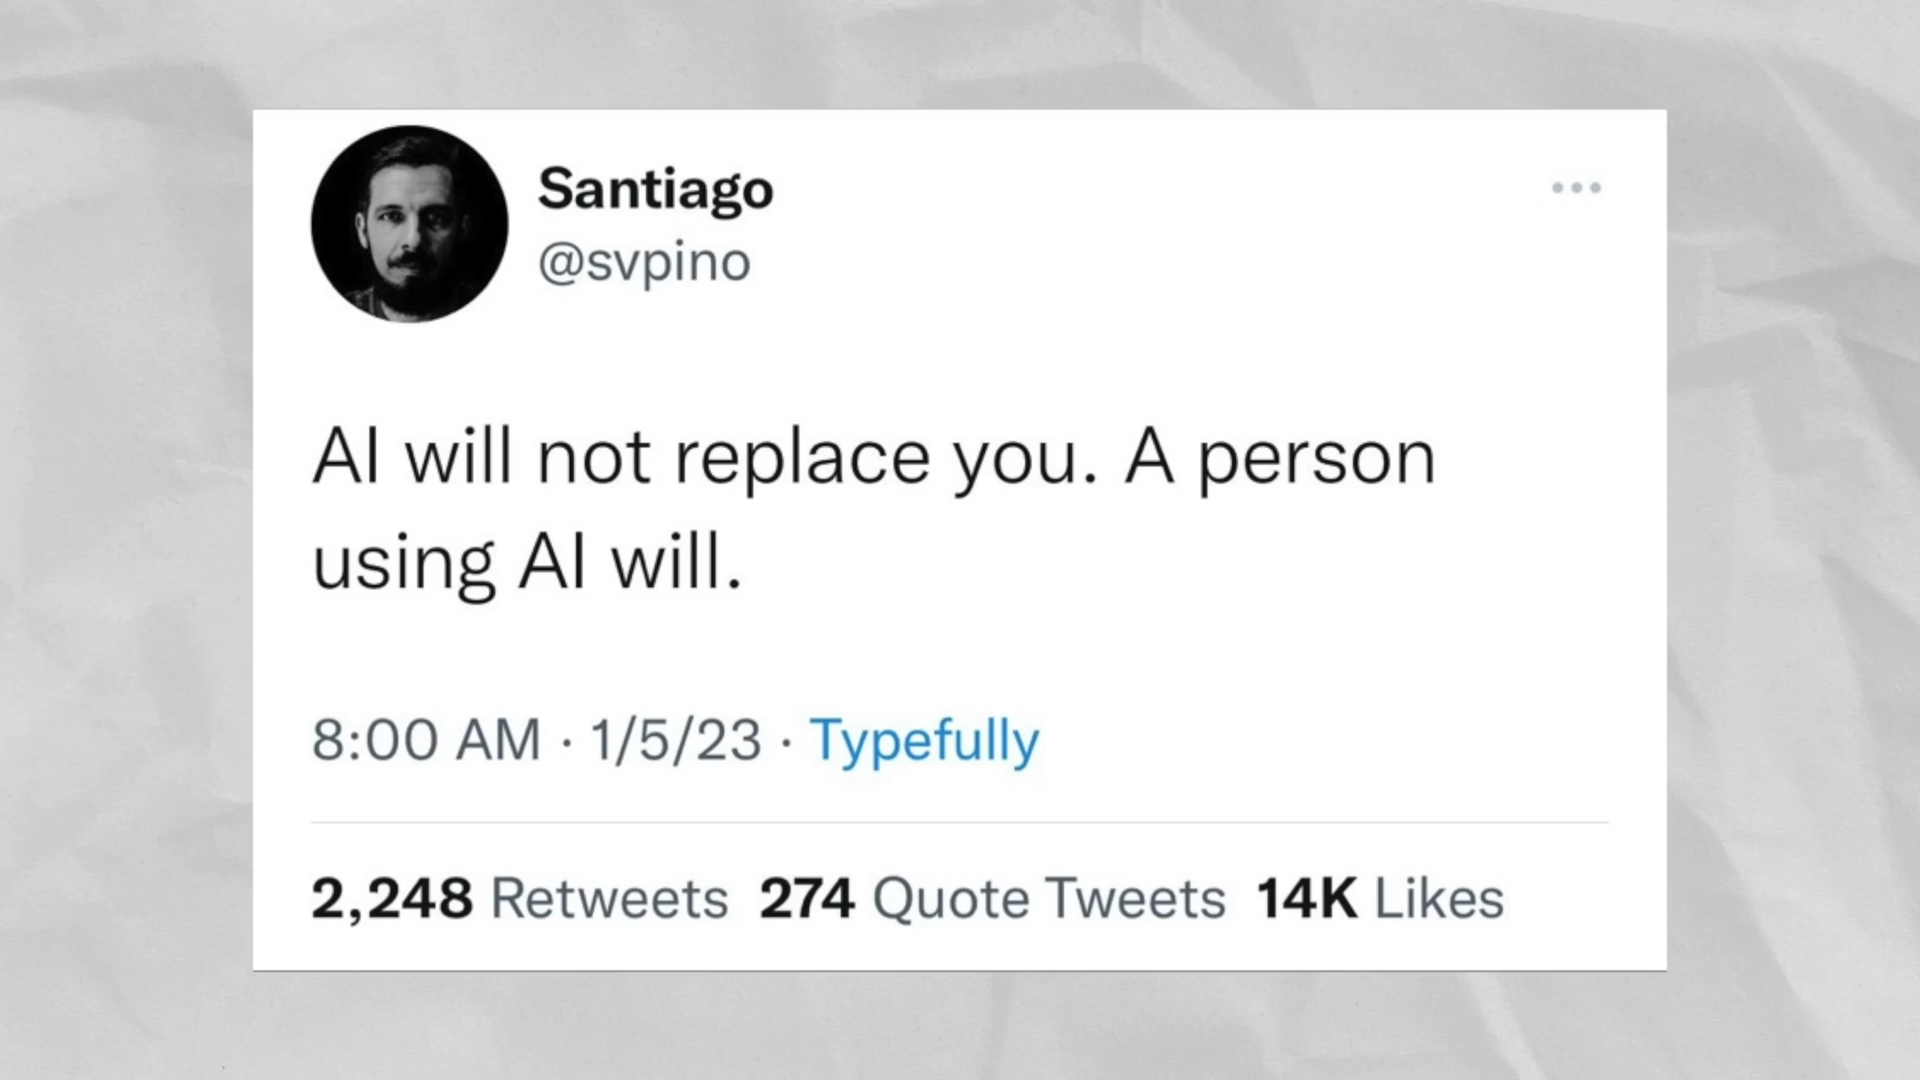 Santiago
@svpino
AI will not replace you. A person
using AI will.
8:00 AM · 1/5/23 · Typefully
2,248 Retweets 274 Quote Tweets 14K Likes